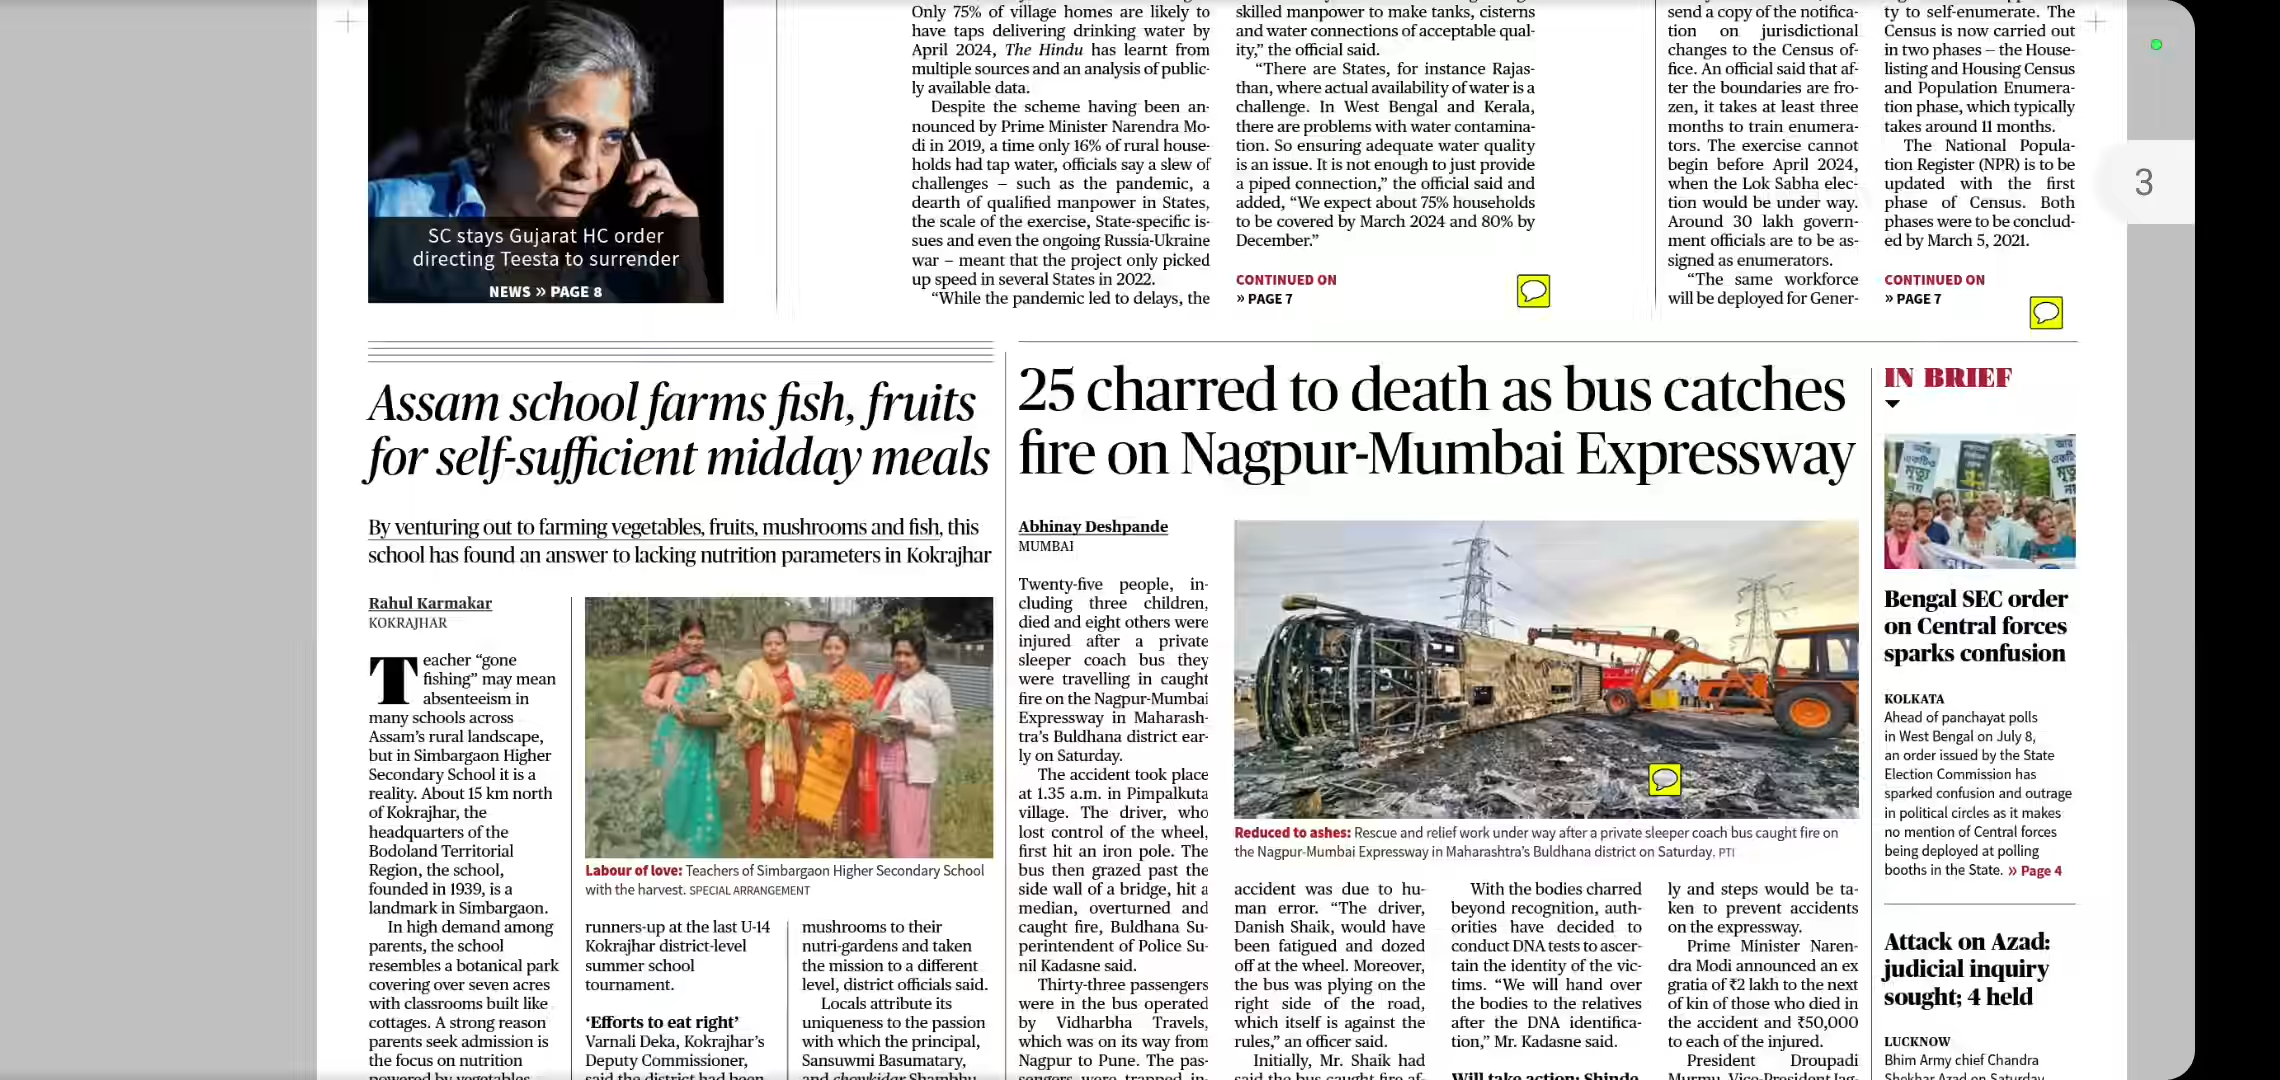 SC stays Gujarat HC order
directing Teesta to surrender
NEWS » PAGE 8
Only 75% of village homes are likely to
have taps delivering drinking water by
April 2024, The Hindu has learnt from
multiple sources and an analysis of public-
ly available data.
Despite the scheme having been an-
nounced by Prime Minister Narendra Mo-
di in 2019, a time only 16% of rural house-
holds had tap water, officials say a slew of
challenges – such as the pandemic, a
dearth of qualified manpower in States,
the scale of the exercise, State-specific is-
sues and even the ongoing Russia-Ukraine
war – meant that the project only picked
up speed in several States in 2022.
“While the pandemic led to delays, the
skilled manpower to make tanks, cisterns
and water connections of acceptable qual-
ity,” the official said.
“There are States, for instance Rajas-
than, where actual availability of water is a
challenge. In West Bengal and Kerala,
there are problems with water contamina-
tion. So ensuring adequate water quality
is an issue. It is not enough to just provide
a piped connection,” the official said and
added, “We expect about 75% households
to be covered by March 2024 and 80% by
December.”
CONTINUED ON
» PAGE 7
send a copy of the notifica-
tion on jurisdictional
changes to the Census of-
fice. An official said that af-
ter the boundaries are fro-
zen, it takes at least three
months to train enumera-
tors. The exercise cannot
begin before April 2024,
when the Lok Sabha elec-
tion would be under way.
Around 30 lakh govern-
ment officials are to be as-
signed as enumerators.
“The same workforce
will be deployed for Gener-
ty to self-enumerate. The
Census is now carried out
in two phases – the House-
listing and Housing Census
and Population Enumera-
tion phase, which typically
takes around 11 months.
The National Popula-
tion Register (NPR) is to be
updated with the first
phase of Census. Both
phases were to be conclud-
ed by March 5, 2021.
CONTINUED ON
» PAGE 7
3
Assam school farms fish, fruits
for self-sufficient midday meals
By venturing out to farming vegetables, fruits, mushrooms and fish, this
school has found an answer to lacking nutrition parameters in Kokrajhar
Rahul Karmakar
KOKRAJHAR
Teacher “gone
fishing” may mean
absenteeism in
many schools across
Assam’s rural landscape,
but in Simbargaon Higher
Secondary School it is a
reality. About 15 km north
of Kokrajhar, the
headquarters of the
Bodoland Territorial
Region, the school,
founded in 1939, is a
landmark in Simbargaon.
In high demand among
parents, the school
resembles a botanical park
covering over seven acres
with classrooms built like
cottages. A strong reason
parents seek admission is
the focus on nutrition
powered by vegetables,
Labour of love: Teachers of Simbargaon Higher Secondary School
with the harvest. SPECIAL ARRANGEMENT
runners-up at the last U-14
Kokrajhar district-level
summer school
tournament.
‘Efforts to eat right’
Varnali Deka, Kokrajhar’s
Deputy Commissioner,
said the district had been
mushrooms to their
nutri-gardens and taken
the mission to a different
level, district officials said.
Locals attribute its
uniqueness to the passion
with which the principal,
Sansuwmi Basumatary,
and chowkidar Shambhu
25 charred to death as bus catches
fire on Nagpur-Mumbai Expressway
Abhinay Deshpande
MUMBAI
Twenty-five people, in-
cluding three children,
died and eight others were
injured after a private
sleeper coach bus they
were travelling in caught
fire on the Nagpur-Mumbai
Expressway in Maharash-
tra’s Buldhana district ear-
ly on Saturday.
The accident took place
at 1.35 a.m. in Pimpalkuta
village. The driver, who
lost control of the wheel,
first hit an iron pole. The
bus then grazed past the
side wall of a bridge, hit a
median, overturned and
caught fire, Buldhana Su-
perintendent of Police Su-
nil Kadasne said.
Thirty-three passengers
were in the bus operated
by Vidharbha Travels,
which was on its way from
Nagpur to Pune. The pas-
sengers were trapped in-
Reduced to ashes: Rescue and relief work under way after a private sleeper coach bus caught fire on
the Nagpur-Mumbai Expressway in Maharashtra’s Buldhana district on Saturday. PTI
accident was due to hu-
man error. “The driver,
Danish Shaik, would have
been fatigued and dozed
off at the wheel. Moreover,
the bus was plying on the
right side of the road,
which itself is against the
rules,” an officer said.
Initially, Mr. Shaik had
said the bus caught fire af-
With the bodies charred
beyond recognition, auth-
orities have decided to
conduct DNA tests to ascer-
tain the identity of the vic-
tims. “We will hand over
the bodies to the relatives
after the DNA identifica-
tion,” Mr. Kadasne said.
Will take action: Shinde
ly and steps would be ta-
ken to prevent accidents
on the expressway.
Prime Minister Naren-
dra Modi announced an ex
gratia of ₹2 lakh to the next
of kin of those who died in
the accident and ₹50,000
to each of the injured.
President Droupadi
Murmu, Vice-President Jag-
IN BRIEF
মৃত্যু
নয়
Bengal SEC order
on Central forces
sparks confusion
KOLKATA
Ahead of panchayat polls
in West Bengal on July 8,
an order issued by the State
Election Commission has
sparked confusion and outrage
in political circles as it makes
no mention of Central forces
being deployed at polling
booths in the State. » Page 4
Attack on Azad:
judicial inquiry
sought; 4 held
LUCKNOW
Bhim Army chief Chandra
Shekhar Azad on Saturday